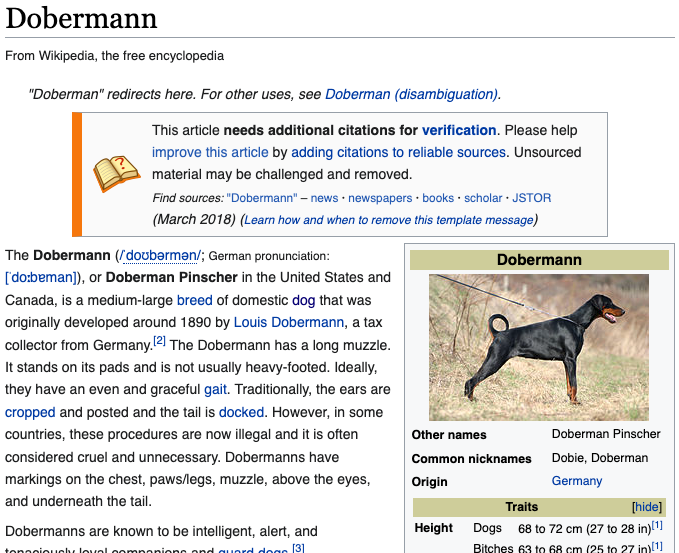 Dobermann
From Wikipedia, the free encyclopedia
"Doberman" redirects here. For other uses, see Doberman (disambiguation).
This article needs additional citations for verification. Please help
improve this article by adding citations to reliable sources. Unsourced
material may be challenged and removed.
Find sources: "Dobermann" – news · newspapers · books · scholar · JSTOR
(March 2018) (Learn how and when to remove this template message)
The Dobermann (/ˈdoʊbərmən/; German pronunciation:
[ˈdoːbɐman]), or Doberman Pinscher in the United States and
Canada, is a medium-large breed of domestic dog that was
originally developed around 1890 by Louis Dobermann, a tax
collector from Germany.[2] The Dobermann has a long muzzle.
It stands on its pads and is not usually heavy-footed. Ideally,
they have an even and graceful gait. Traditionally, the ears are
cropped and posted and the tail is docked. However, in some
countries, these procedures are now illegal and it is often
considered cruel and unnecessary. Dobermanns have
markings on the chest, paws/legs, muzzle, above the eyes,
and underneath the tail.
Dobermanns are known to be intelligent, alert, and
tenaciously loyal companions and guard dogs.[3]
Dobermann
Other names Doberman Pinscher
Common nicknames Dobie, Doberman
Origin Germany
Traits [hide]
Height Dogs 68 to 72 cm (27 to 28 in)[1]
Bitches 63 to 68 cm (25 to 27 in)[1]